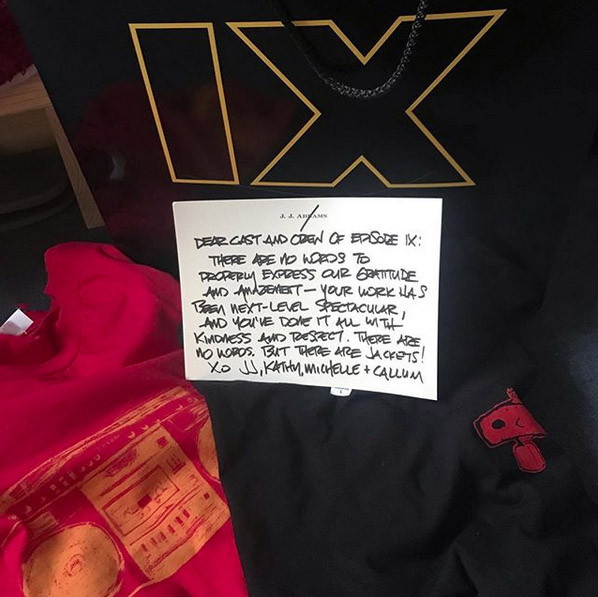 IX
J. J. ABRAMS
DEAR CAST AND CREW OF EPISODE IX:
THERE ARE NO WORDS TO
PROPERLY EXPRESS OUR GRATITUDE
AND AMAZEMENT — YOUR WORK HAS
BEEN NEXT-LEVEL SPECTACULAR,
AND YOU'VE DONE IT ALL WITH
KINDNESS AND RESPECT. THERE ARE
NO WORDS. BUT THERE ARE JACKETS!
XO JJ, KATHY, MICHELLE + CALLUM